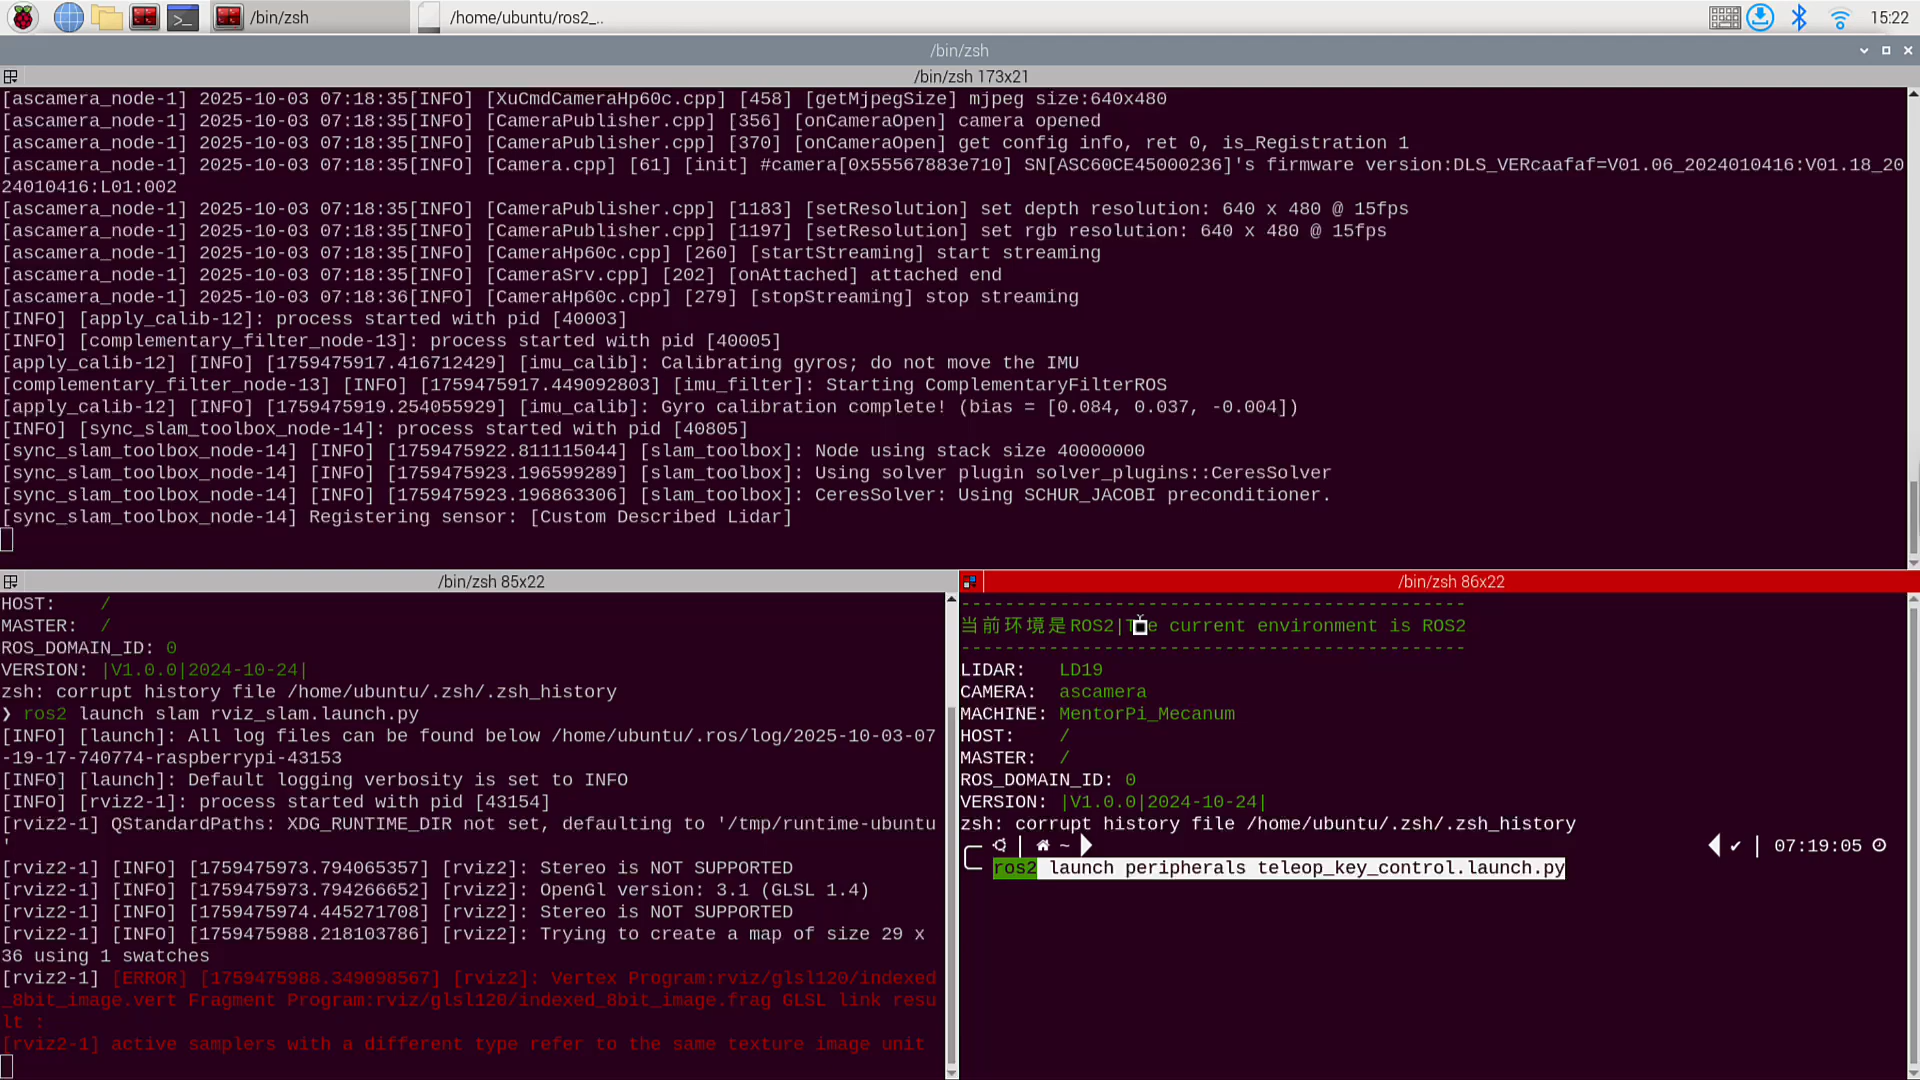 /bin/zsh
/home/ubuntu/ros2_..
15:22
/bin/zsh
/bin/zsh 173x21
[ascamera_node-1] 2025-10-03 07:18:35[INFO] [XuCmdCameraHp60c.cpp] [458] [getMjpegSize] mjpeg size:640x480
[ascamera_node-1] 2025-10-03 07:18:35[INFO] [CameraPublisher.cpp] [356] [onCameraOpen] camera opened
[ascamera_node-1] 2025-10-03 07:18:35[INFO] [CameraPublisher.cpp] [370] [onCameraOpen] get config info, ret 0, is_Registration 1
[ascamera_node-1] 2025-10-03 07:18:35[INFO] [Camera.cpp] [61] [init] #camera[0x55567883e710] SN[ASC60CE45000236]'s firmware version:DLS_VERcaafaf=V01.06_2024010416:V01.18_20
24010416:L01:002
[ascamera_node-1] 2025-10-03 07:18:35[INFO] [CameraPublisher.cpp] [1183] [setResolution] set depth resolution: 640 x 480 @ 15fps
[ascamera_node-1] 2025-10-03 07:18:35[INFO] [CameraPublisher.cpp] [1197] [setResolution] set rgb resolution: 640 x 480 @ 15fps
[ascamera_node-1] 2025-10-03 07:18:35[INFO] [CameraHp60c.cpp] [260] [startStreaming] start streaming
[ascamera_node-1] 2025-10-03 07:18:35[INFO] [CameraSrv.cpp] [202] [onAttached] attached end
[ascamera_node-1] 2025-10-03 07:18:36[INFO] [CameraHp60c.cpp] [279] [stopStreaming] stop streaming
[INFO] [apply_calib-12]: process started with pid [40003]
[INFO] [complementary_filter_node-13]: process started with pid [40005]
[apply_calib-12] [INFO] [1759475917.416712429] [imu_calib]: Calibrating gyros; do not move the IMU
[complementary_filter_node-13] [INFO] [1759475917.449092803] [imu_filter]: Starting ComplementaryFilterROS
[apply_calib-12] [INFO] [1759475919.254055929] [imu_calib]: Gyro calibration complete! (bias = [0.084, 0.037, -0.004])
[INFO] [sync_slam_toolbox_node-14]: process started with pid [40805]
[sync_slam_toolbox_node-14] [INFO] [1759475922.811115044] [slam_toolbox]: Node using stack size 40000000
[sync_slam_toolbox_node-14] [INFO] [1759475923.196599289] [slam_toolbox]: Using solver plugin solver_plugins::CeresSolver
[sync_slam_toolbox_node-14] [INFO] [1759475923.196863306] [slam_toolbox]: CeresSolver: Using SCHUR_JACOBI preconditioner.
[sync_slam_toolbox_node-14] Registering sensor: [Custom Described Lidar]
/bin/zsh 85x22
HOST: /
MASTER: /
ROS_DOMAIN_ID: 0
VERSION: |V1.0.0|2024-10-24|
zsh: corrupt history file /home/ubuntu/.zsh/.zsh_history
❯ ros2 launch slam rviz_slam.launch.py
[INFO] [launch]: All log files can be found below /home/ubuntu/.ros/log/2025-10-03-07
-19-17-740774-raspberrypi-43153
[INFO] [launch]: Default logging verbosity is set to INFO
[INFO] [rviz2-1]: process started with pid [43154]
[rviz2-1] QStandardPaths: XDG_RUNTIME_DIR not set, defaulting to '/tmp/runtime-ubuntu
'
[rviz2-1] [INFO] [1759475973.794065357] [rviz2]: Stereo is NOT SUPPORTED
[rviz2-1] [INFO] [1759475973.794266652] [rviz2]: OpenGl version: 3.1 (GLSL 1.4)
[rviz2-1] [INFO] [1759475974.445271708] [rviz2]: Stereo is NOT SUPPORTED
[rviz2-1] [INFO] [1759475988.218103786] [rviz2]: Trying to create a map of size 29 x
36 using 1 swatches
[rviz2-1] [ERROR] [1759475988.349098567] [rviz2]: Vertex Program:rviz/glsl120/indexed
_8bit_image.vert Fragment Program:rviz/glsl120/indexed_8bit_image.frag GLSL link resu
lt :
[rviz2-1] active samplers with a different type refer to the same texture image unit
/bin/zsh 86x22
-----------------------------------------------
当前环境是ROS2|The current environment is ROS2
-----------------------------------------------
LIDAR: LD19
CAMERA: ascamera
MACHINE: MentorPi_Mecanum
HOST: /
MASTER: /
ROS_DOMAIN_ID: 0
VERSION: |V1.0.0|2024-10-24|
zsh: corrupt history file /home/ubuntu/.zsh/.zsh_history
~ ✔ 07:19:05
ros2 launch peripherals teleop_key_control.launch.py